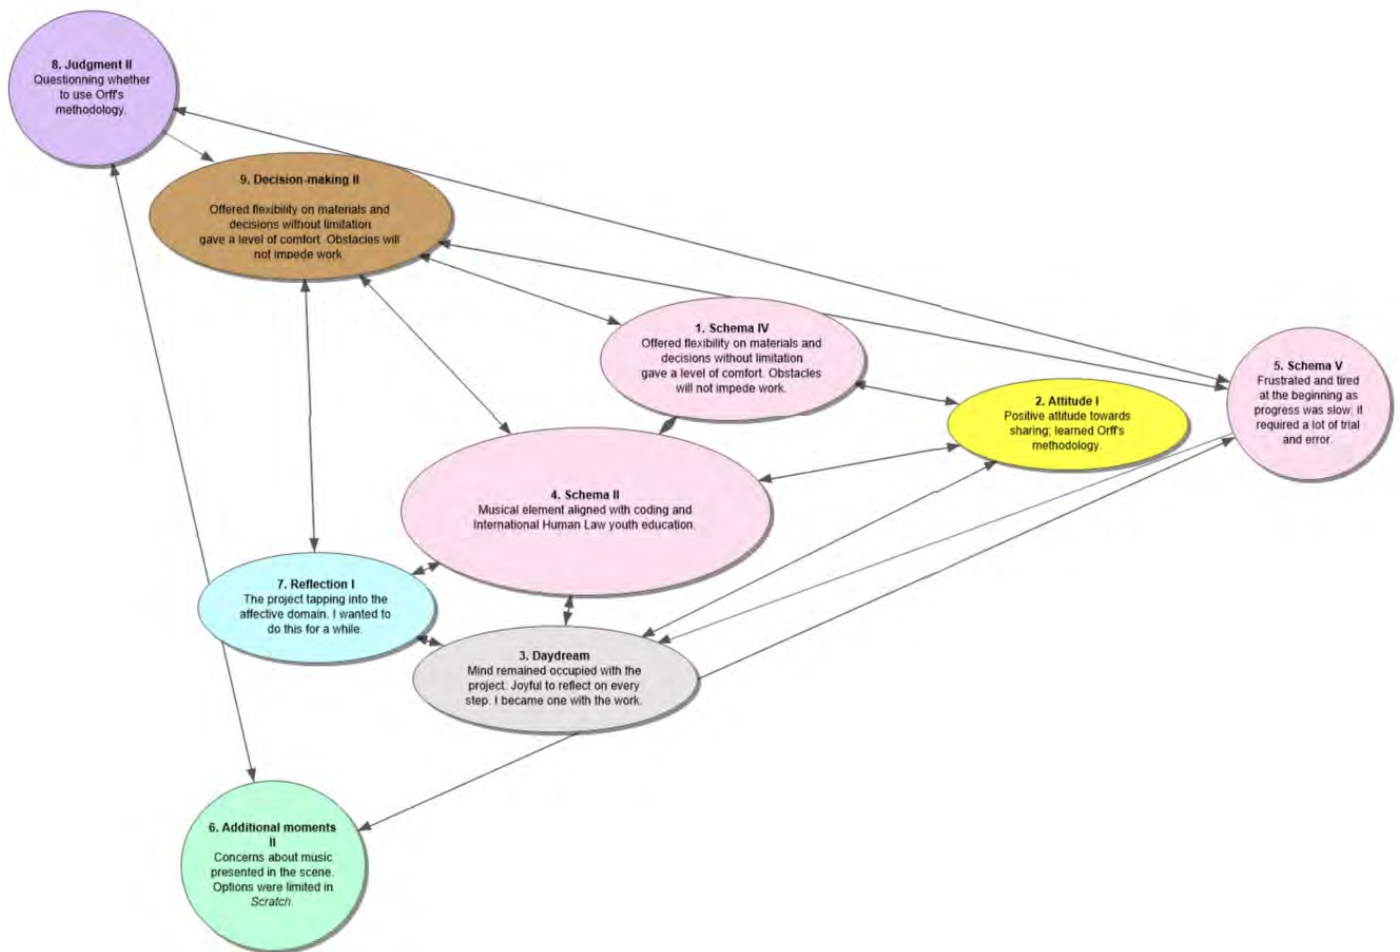 8. Judgment II
Questionning whether
to use Orff's
methodology.
9. Decision-making II
Offered flexibility on materials and
decisions without limitation
gave a level of comfort. Obstacles will
not impede work
1. Schema IV
Offered flexibility on materials and
decisions without limitation
gave a level of comfort. Obstacles
will not impede work.
2. Attitude I
Positive attitude towards
sharing; learned Orff's
methodology.
5. Schema V
Frustrated and tired
at the beginning as
progress was slow; it
required a lot of trial
and error.
4. Schema II
Musical element aligned with coding and
International Human Law youth education.
7. Reflection I
The project tapping into the
affective domain. I wanted to
do this for a while.
3. Daydream
Mind remained occupied with the
project. Joyful to reflect on every
step. I became one with the work.
6. Additional moments
II
Concerns about music
presented in the scene.
Options were limited in
Scratch.